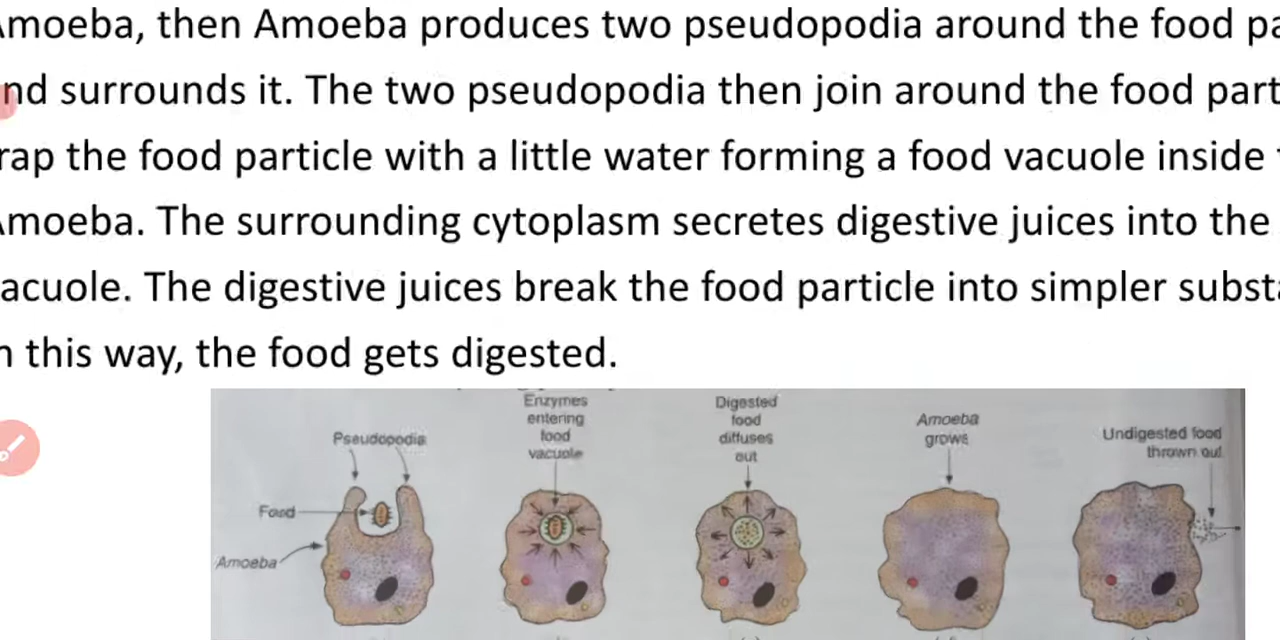 Amoeba, then Amoeba produces two pseudopodia around the food pa
nd surrounds it. The two pseudopodia then join around the food part
rap the food particle with a little water forming a food vacuole inside
Amoeba. The surrounding cytoplasm secretes digestive juices into the
acuole. The digestive juices break the food particle into simpler substa
n this way, the food gets digested.
Pseudopodia
Food
Amoeba
Enzymes
entering
food
vacuole
Digested
food
diffuses
out
Amoeba
grows
Undigested food
thrown out